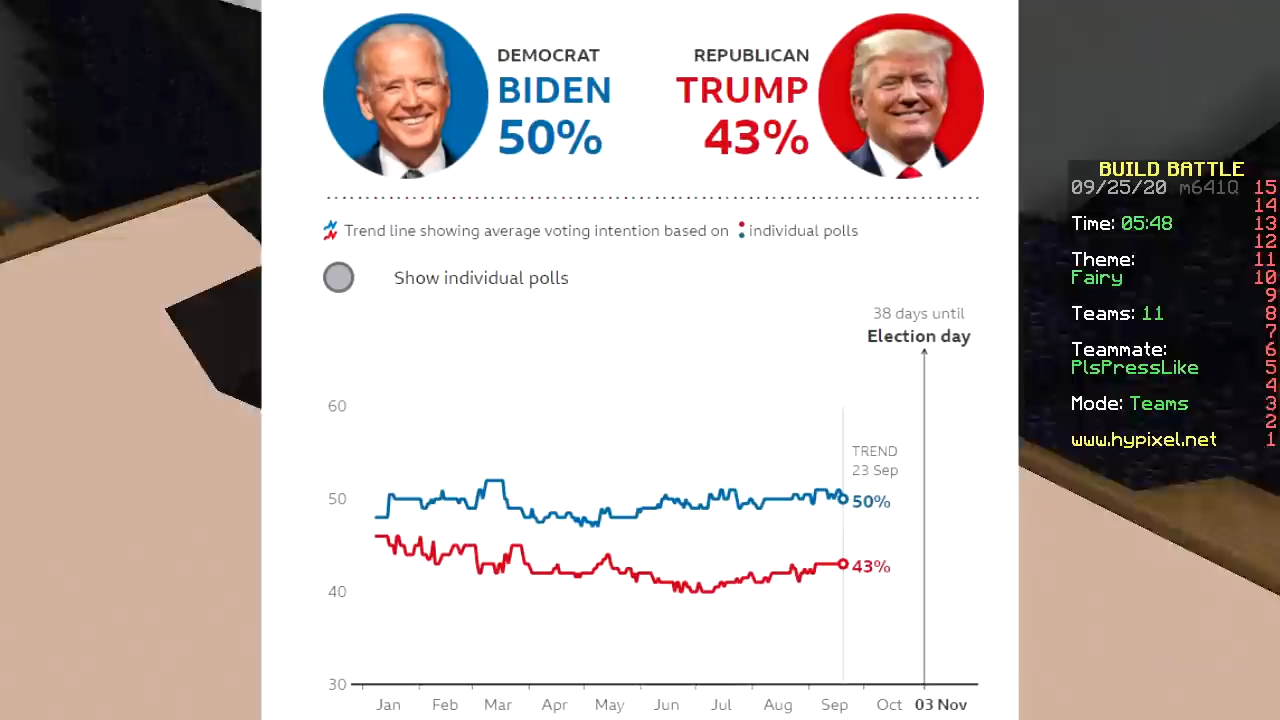 DEMOCRAT
BIDEN
50%
REPUBLICAN
TRUMP
43%
Trend line showing average voting intention based on individual polls
Show individual polls
38 days until
Election day
60
50
40
30
TREND
23 Sep
50%
43%
Jan Feb Mar Apr May Jun Jul Aug Sep Oct 03 Nov
BUILD BATTLE
09/25/20 m641Q 15
14
Time: 05:48 13
12
Theme: 11
Fairy 10
9
Teams: 11 8
7
Teammate: 6
PlsPressLike 5
4
Mode: Teams 3
2
www.hypixel.net 1